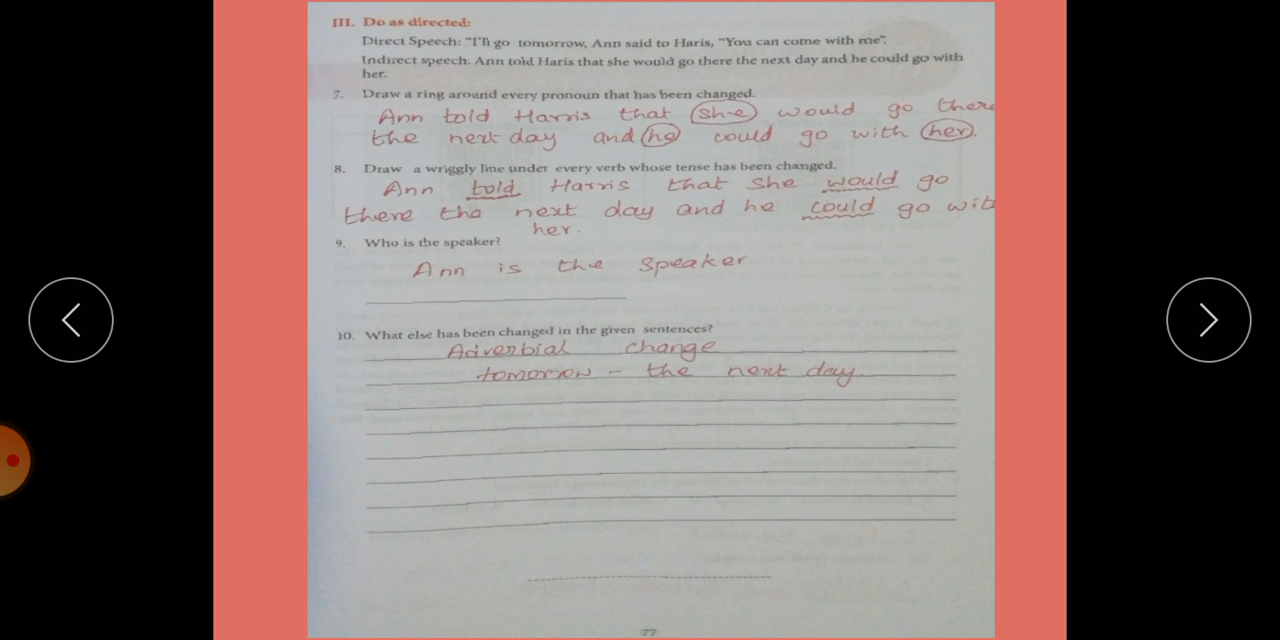 III. Do as directed:
Direct Speech: "I'll go tomorrow, Ann said to Haris, "You can come with me".
Indirect speech: Ann told Haris that she would go there the next day and he could go with
her.
7. Draw a ring around every pronoun that has been changed.
Ann told Harris that she would go there
the next day and he could go with her.
8. Draw a wriggly line under every verb whose tense has been changed.
Ann told Harris that she would go
there the next day and he could go wit
her.
9. Who is the speaker?
Ann is the speaker
10. What else has been changed in the given sentences?
Adverbial change
tomorrow - the next day
77